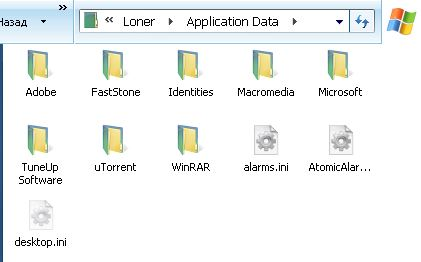 Назад
»
« Loner ▸ Application Data ▸
Adobe
FastStone
Identities
Macromedia
Microsoft
TuneUp
Software
uTorrent
WinRAR
alarms.ini
AtomicAlar...
desktop.ini